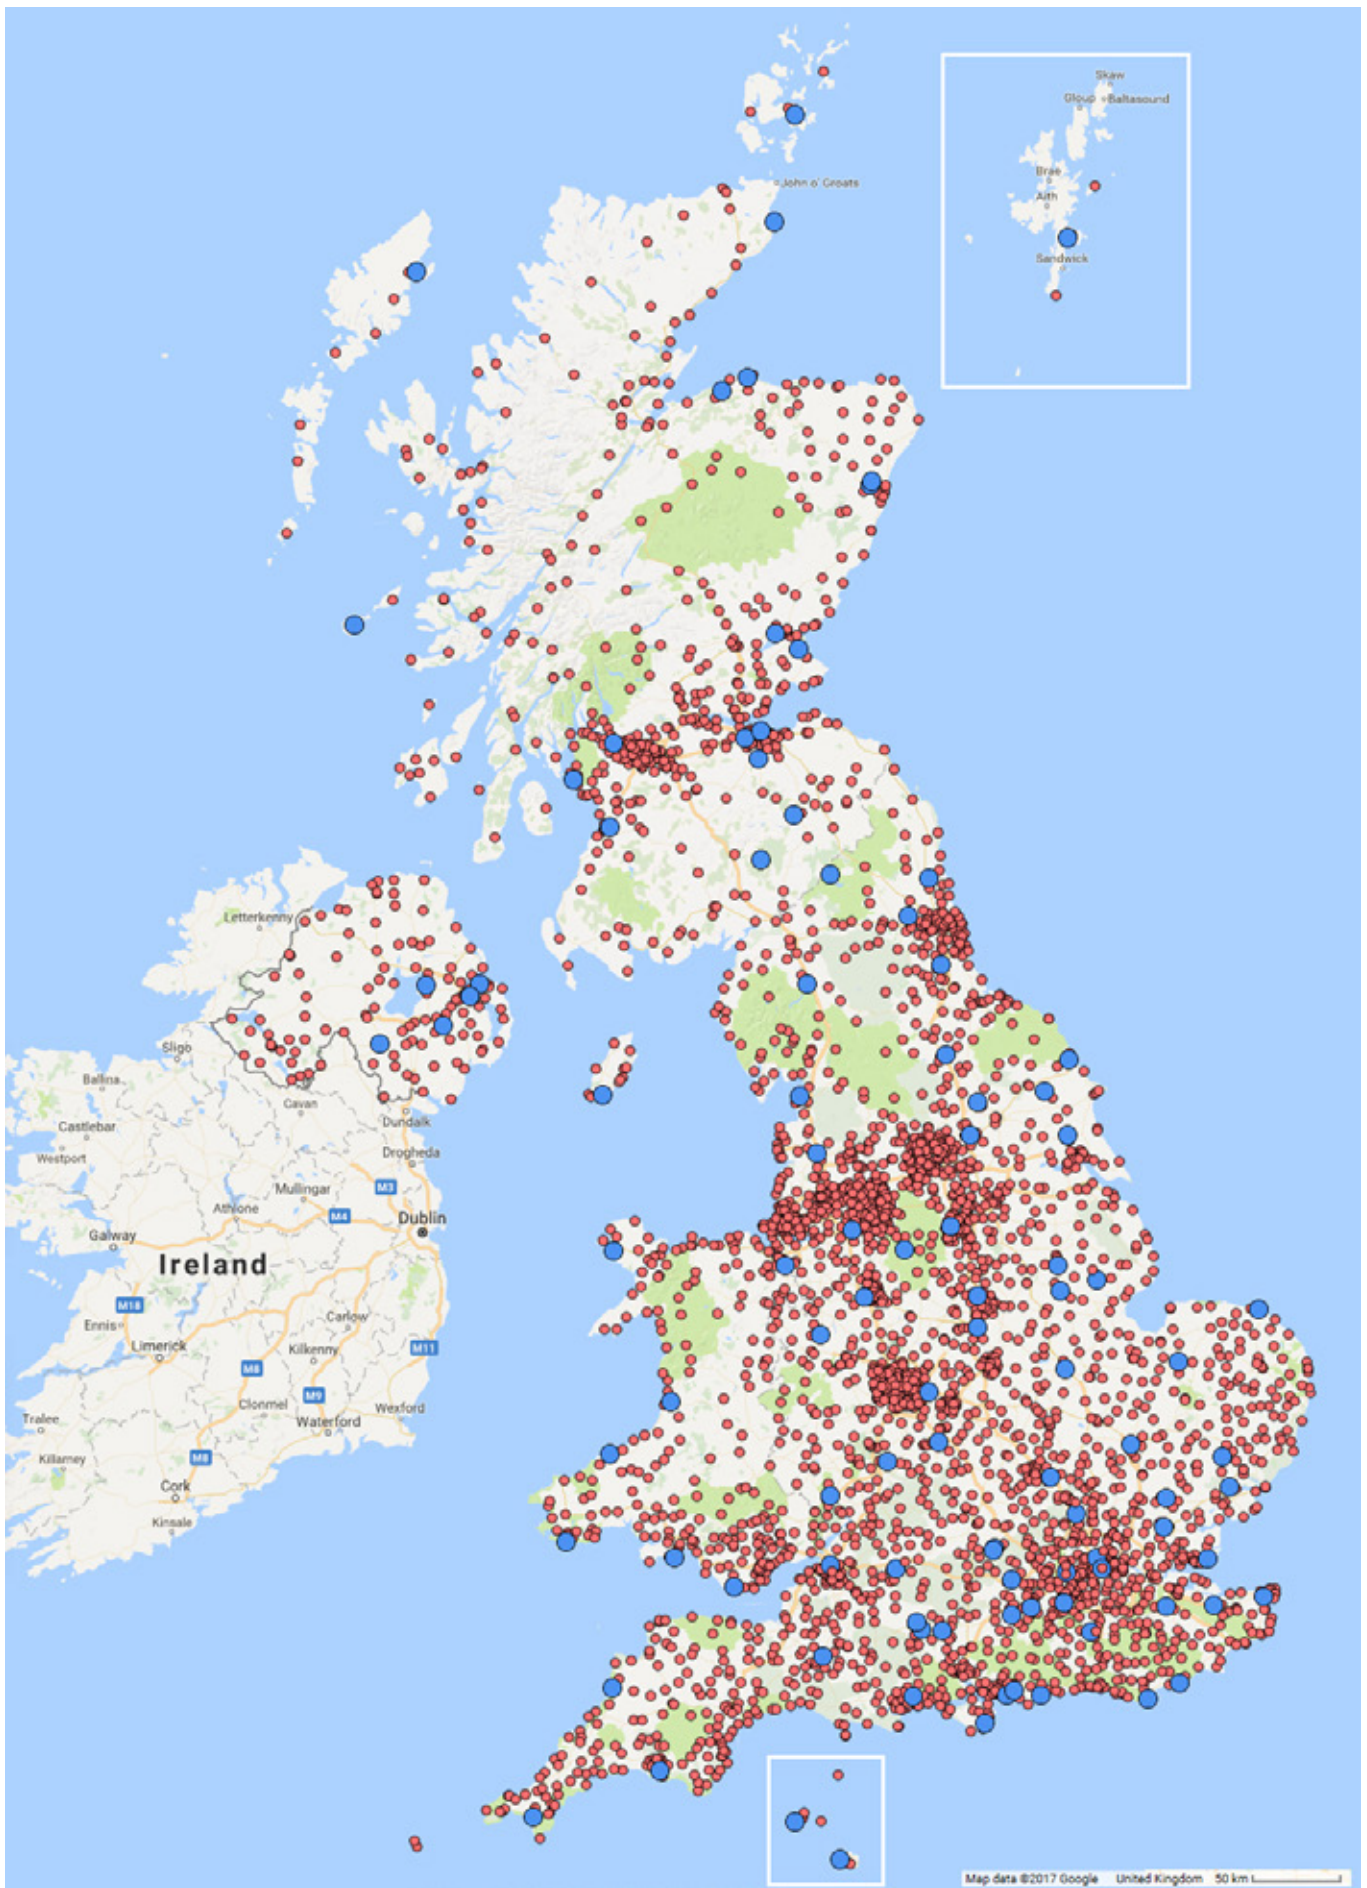 Skaw
Gloup
Baltasound
Brae
Aith
Sandwick
John o' Groats
Letterkenny
Sligo
Ballina
Castlebar
Westport
Cavan
Dundalk
Drogheda
Mullingar
M3
Athlone
M4
Dublin
Galway
Ireland
M18
Ennis
Carlow
Limerick
Kilkenny
M11
M8
M9
Clonmel
Wexford
Tralee
Waterford
Killarney
M8
Cork
Kinsale
Map data ©2017 Google United Kingdom 50 km